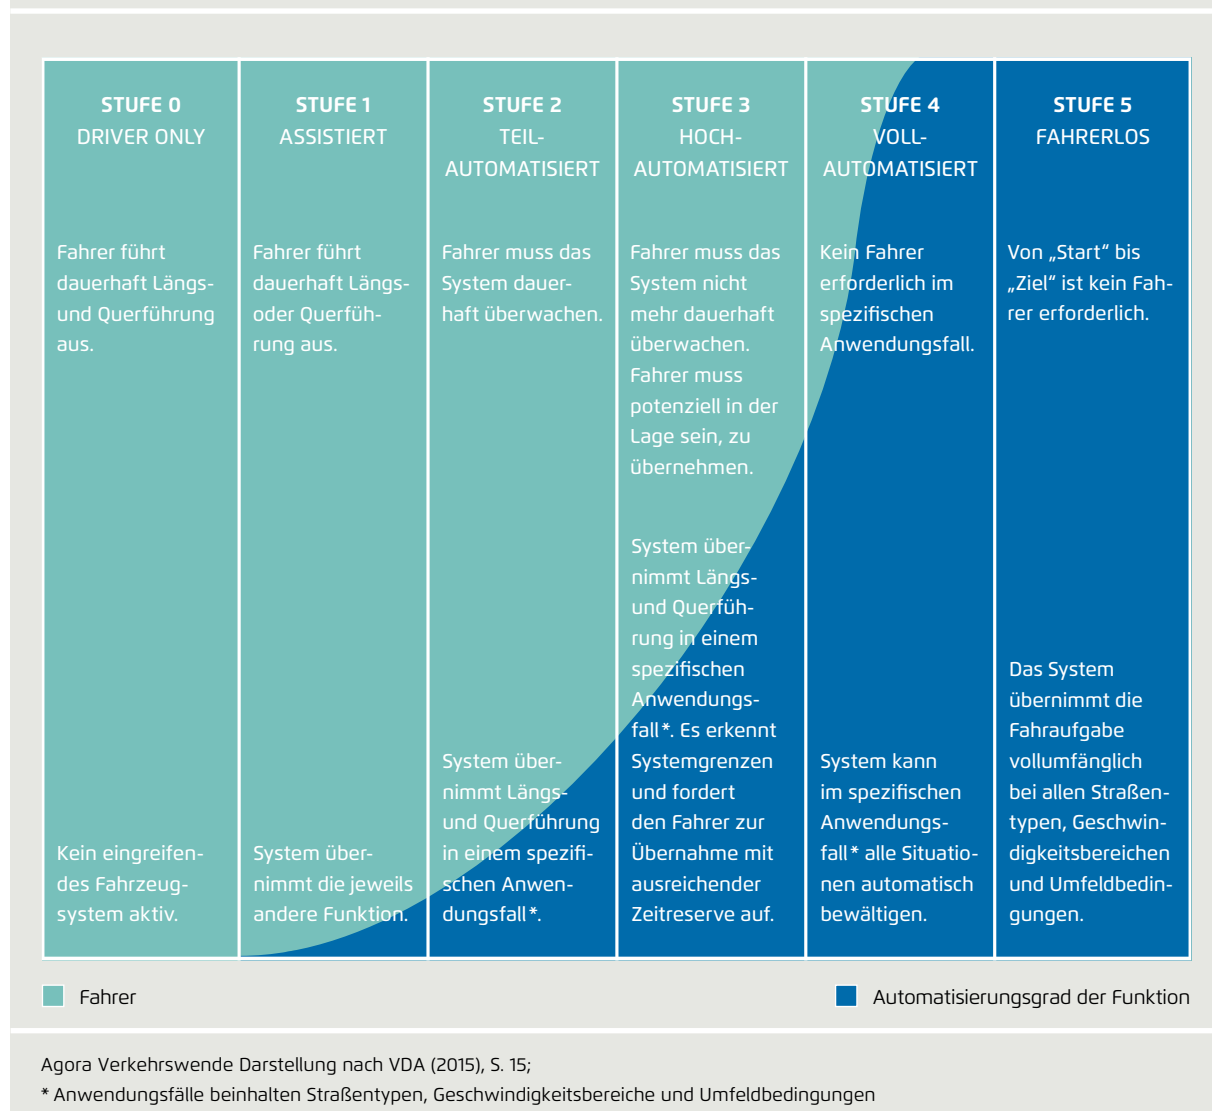 STUFE 0
DRIVER ONLY
Fahrer führt
dauerhaft Längs-
und Querführung
aus.
Kein eingreifen-
des Fahrzeug-
system aktiv.
STUFE 1
ASSISTIERT
Fahrer führt
dauerhaft Längs-
oder Querfüh-
rung aus.
System über-
nimmt die jeweils
andere Funktion.
STUFE 2
TEIL-
AUTOMATISIERT
Fahrer muss das
System dauer-
haft überwachen.
System über-
nimmt Längs-
und Querführung
in einem spezifi-
schen Anwen-
dungsfall*.
STUFE 3
HOCH-
AUTOMATISIERT
Fahrer muss das
System nicht
mehr dauerhaft
überwachen.
Fahrer muss
potenziell in der
Lage sein, zu
übernehmen.
System über-
nimmt Längs-
und Querfüh-
rung in einem
spezifischen
Anwendungs-
fall*. Es erkennt
Systemgrenzen
und fordert
den Fahrer zur
Übernahme mit
ausreichender
Zeitreserve auf.
STUFE 4
VOLL-
AUTOMATISIERT
Kein Fahrer
erforderlich im
spezifischen
Anwendungsfall.
System kann
im spezifischen
Anwendungs-
fall* alle Situatio-
nen automatisch
bewältigen.
STUFE 5
FAHRERLOS
Von „Start“ bis
„Ziel“ ist kein Fah-
rer erforderlich.
Das System
übernimmt die
Fahraufgabe
vollumfänglich
bei allen Straßen-
typen, Geschwin-
digkeitsbereichen
und Umfeldbedin-
gungen.
Fahrer
Automatisierungsgrad der Funktion
Agora Verkehrswende Darstellung nach VDA (2015), S. 15;
* Anwendungsfälle beinhalten Straßentypen, Geschwindigkeitsbereiche und Umfeldbedingungen